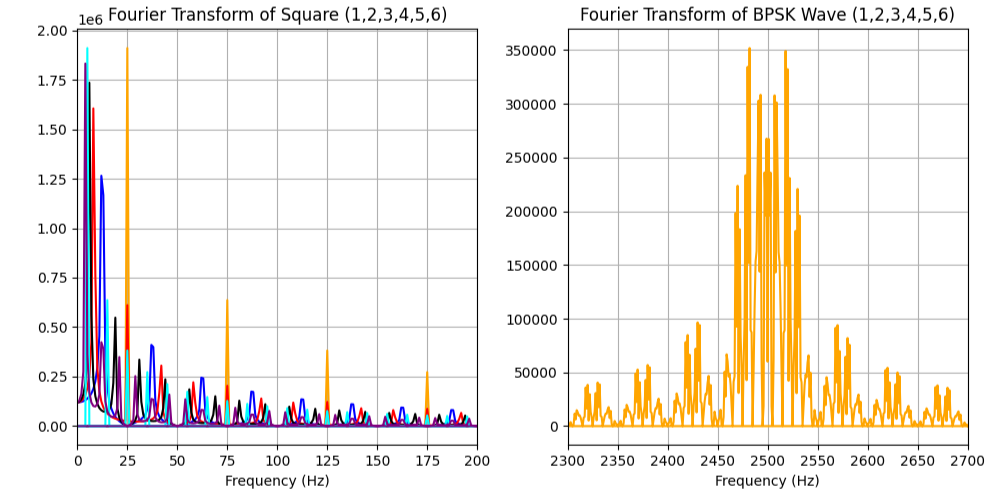 Fourier Transform of Square (1,2,3,4,5,6)
1e6
2.00
1.75
1.50
1.25
1.00
0.75
0.50
0.25
0.00
0 25 50 75 100 125 150 175 200
Frequency (Hz)
Fourier Transform of BPSK Wave (1,2,3,4,5,6)
350000
300000
250000
200000
150000
100000
50000
0
2300 2350 2400 2450 2500 2550 2600 2650 2700
Frequency (Hz)